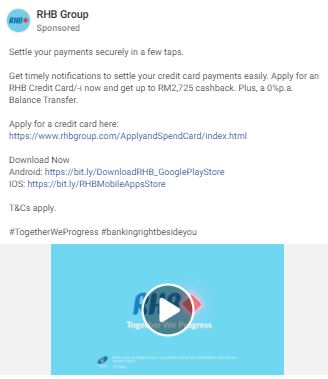 RHB
RHB Group
Sponsored
Settle your payments securely in a few taps.
Get timely notifications to settle your credit card payments easily. Apply for an
RHB Credit Card/-i now and get up to RM2,725 cashback. Plus, a 0%p.a.
Balance Transfer.
Apply for a credit card here:
https://www.rhbgroup.com/ApplyandSpendCard/index.html
Download Now
Android: https://bit.ly/DownloadRHB_GooglePlayStore
IOS: https://bit.ly/RHBMobileAppsStore
T&Cs apply.
#TogetherWeProgress #bankingrightbesideyou
RHB
Together We Progress